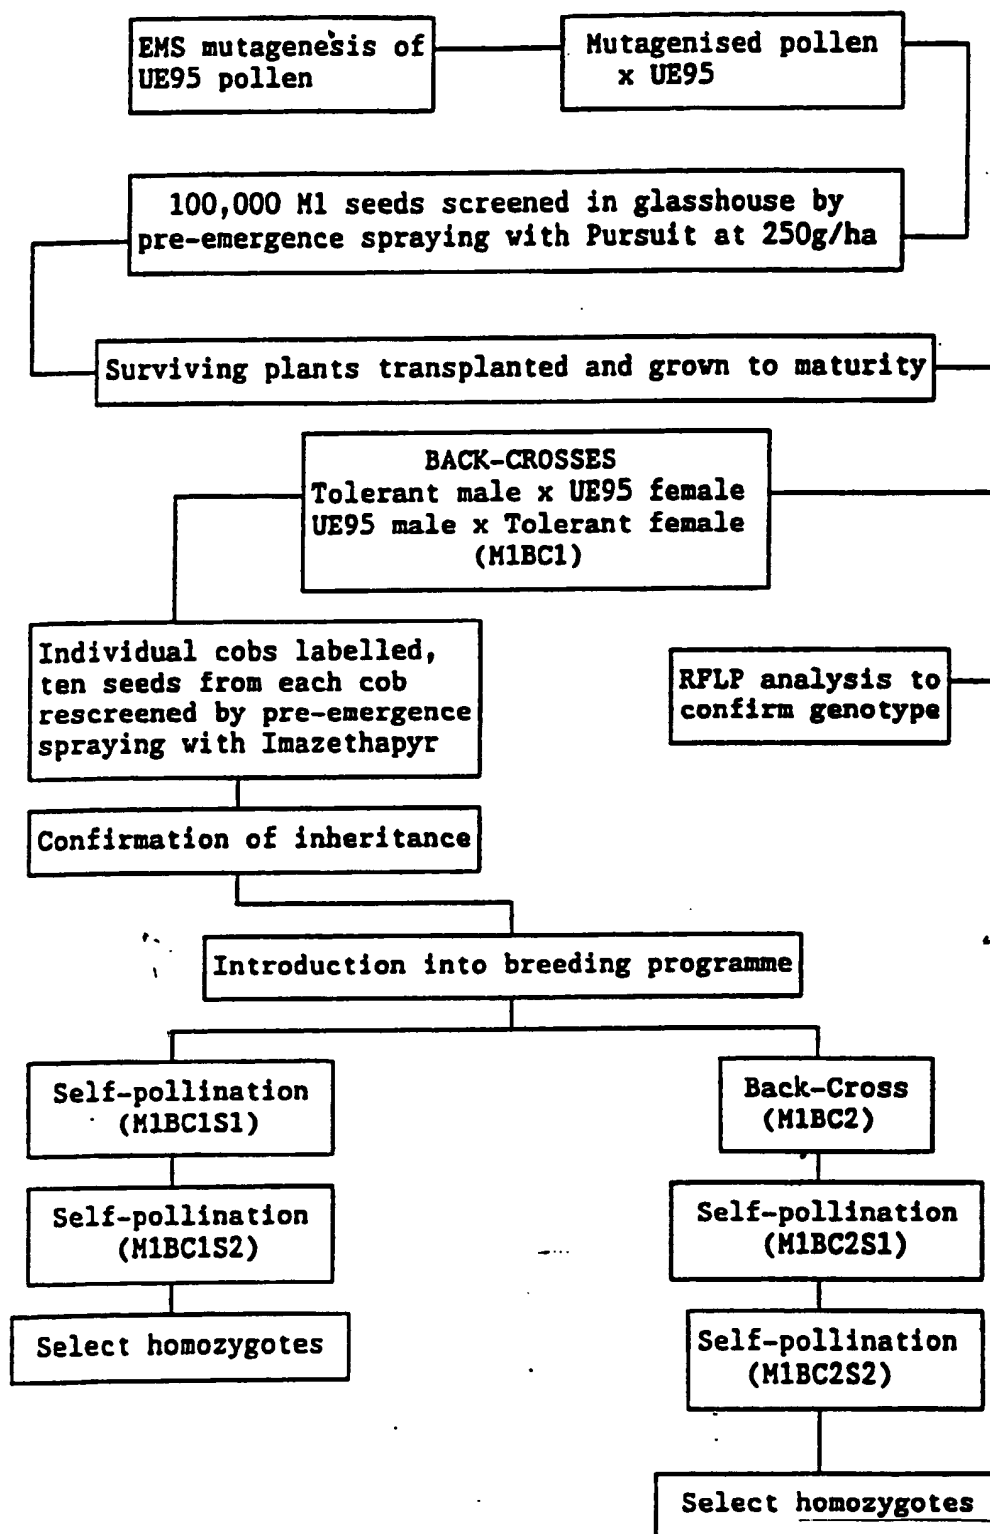 EMS mutagenesis of
UE95 pollen
Mutagenised pollen
x UE95
100,000 M1 seeds screened in glasshouse by
pre-emergence spraying with Pursuit at 250g/ha
Surviving plants transplanted and grown to maturity
BACK-CROSSES
Tolerant male x UE95 female
UE95 male x Tolerant female
(M1BC1)
Individual cobs labelled,
ten seeds from each cob
rescreened by pre-emergence
spraying with Imazethapyr
RFLP analysis to
confirm genotype
Confirmation of inheritance
Introduction into breeding programme
Self-pollination
(M1BC1S1)
Self-pollination
(M1BC1S2)
Select homozygotes
Back-Cross
(M1BC2)
Self-pollination
(M1BC2S1)
Self-pollination
(M1BC2S2)
Select homozygotes